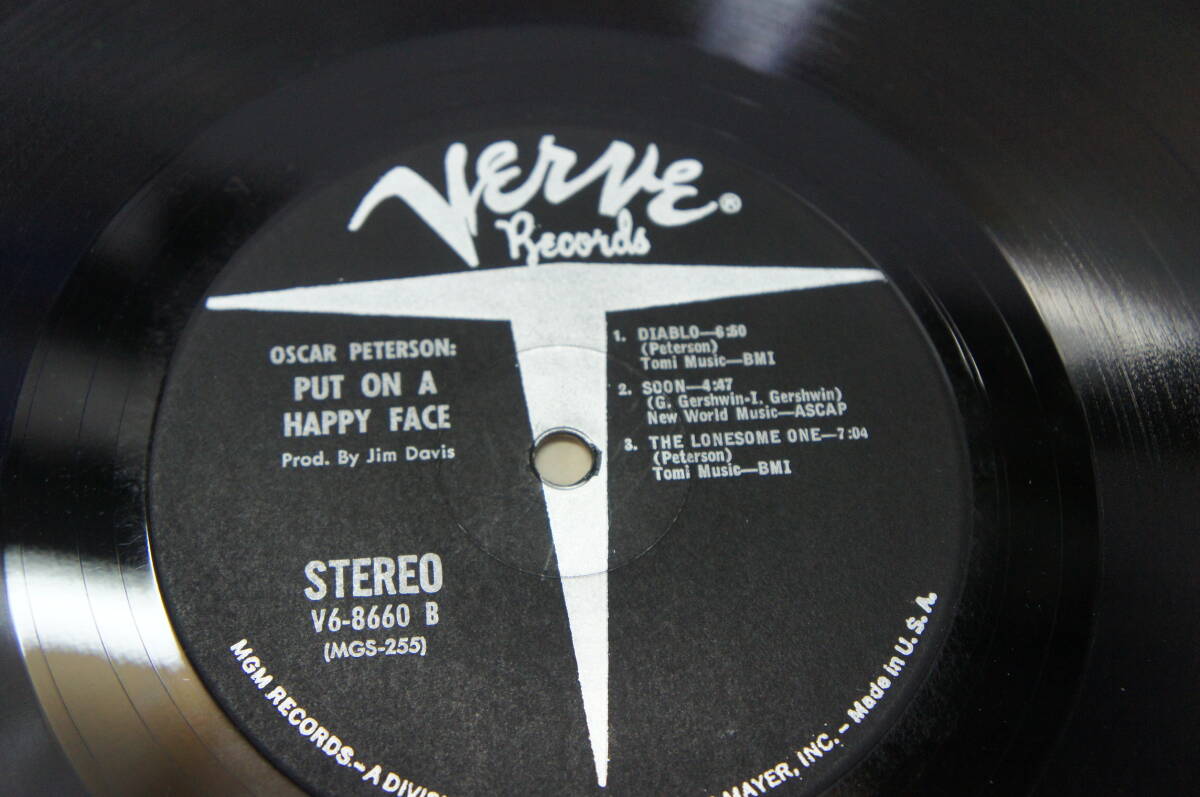 Verve®
Records
OSCAR PETERSON:
PUT ON A
HAPPY FACE
Prod. By Jim Davis
STEREO
V6-8660 B
(MGS-255)
1. DIABLO—6:50
(Peterson)
Tomi Music—BMI
2. SOON—4:47
(G. Gershwin-I. Gershwin)
New World Music—ASCAP
3. THE LONESOME ONE—7:04
(Peterson)
Tomi Music—BMI
MGM RECORDS.-A MAYER, INC. - Made in U.S.A.